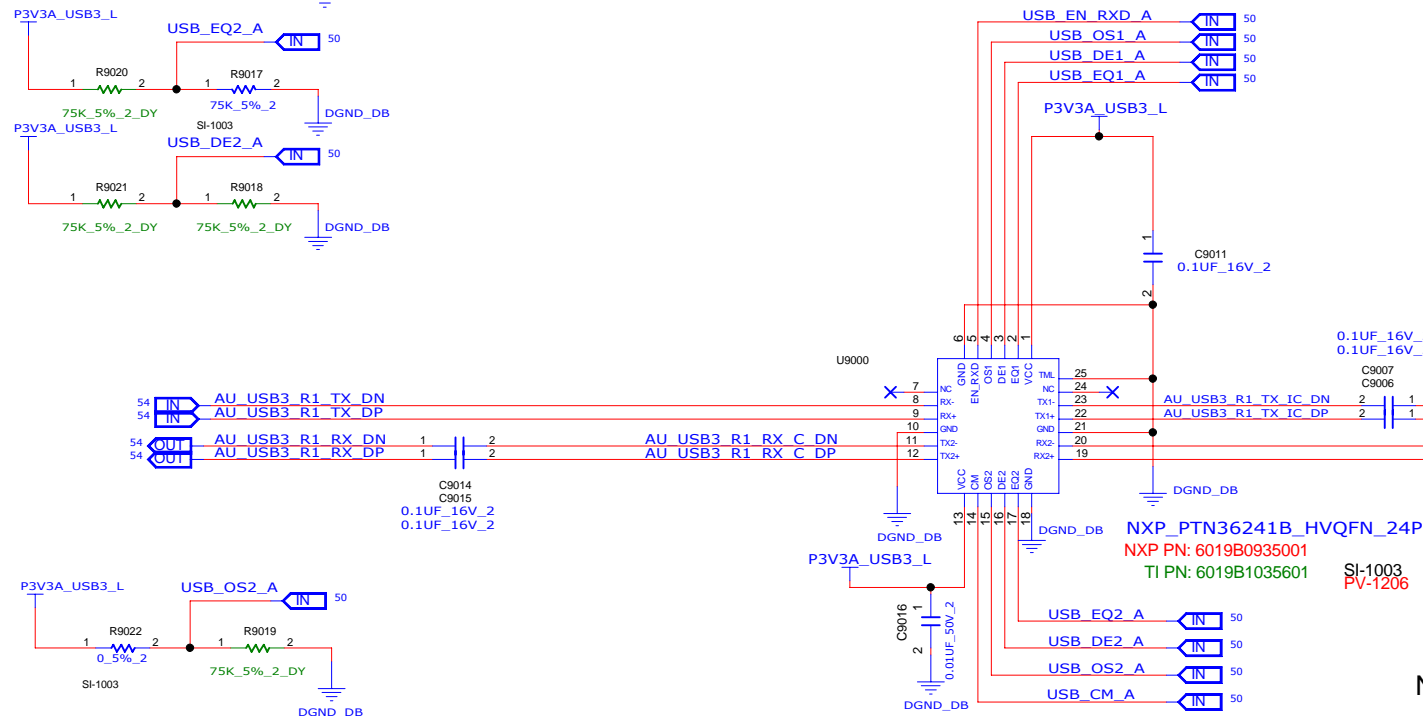 P3V3A_USB3_L
USB_EQ2_A
IN
50
R9020
1
2
75K_5%_2_DY
R9017
1
2
75K_5%_2
SI-1003
DGND_DB
P3V3A_USB3_L
USB_DE2_A
IN
50
R9021
1
2
75K_5%_2_DY
R9018
1
2
75K_5%_2_DY
DGND_DB
USB_EN_RXD_A
IN
50
USB_OS1_A
IN
50
USB_DE1_A
IN
50
USB_EQ1_A
IN
50
P3V3A_USB3_L
1
C9011
0.1UF_16V_2
2
U9000
6
5
4
3
2
1
GND
EN_RXD
OS1
DE1
EQ1
VCC
7
NC
8
RX-
9
RX+
10
GND
11
TX2-
12
TX2+
TML
25
NC
24
TX1-
23
TX1+
22
GND
21
RX2-
20
RX2+
19
VCC
CM
OS2
DE2
EQ2
GND
13
14
15
16
17
18
54
IN
AU_USB3_R1_TX_DN
54
IN
AU_USB3_R1_TX_DP
54
OUT
AU_USB3_R1_RX_DN
1
2
AU_USB3_R1_RX_C_DN
54
OUT
AU_USB3_R1_RX_DP
1
2
AU_USB3_R1_RX_C_DP
C9014
C9015
0.1UF_16V_2
0.1UF_16V_2
0.1UF_16V_
0.1UF_16V_
C9007
C9006
AU_USB3_R1_TX_IC_DN
2
1
AU_USB3_R1_TX_IC_DP
2
1
DGND_DB
DGND_DB
DGND_DB
NXP_PTN36241B_HVQFN_24P
NXP PN: 6019B0935001
TI PN: 6019B1035601
SI-1003
PV-1206
P3V3A_USB3_L
C9016
1
2
0.01UF_50V_2
DGND_DB
USB_EQ2_A
IN
50
USB_DE2_A
IN
50
USB_OS2_A
IN
50
USB_CM_A
IN
50
P3V3A_USB3_L
USB_OS2_A
IN
50
R9022
1
2
0_5%_2
SI-1003
R9019
1
2
75K_5%_2_DY
DGND_DB